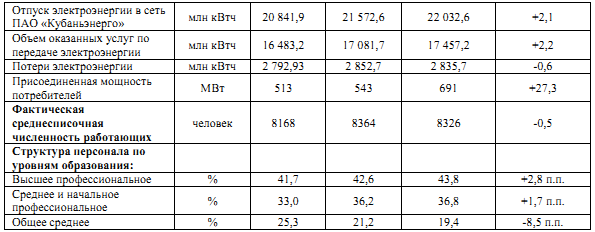 Отпуск электроэнергии в сеть ПАО «Кубаньэнерго» млн кВтч 20 841,9 21 572,6 22 032,6 +2,1
Объем оказанных услуг по передаче электроэнергии млн кВтч 16 483,2 17 081,7 17 457,2 +2,2
Потери электроэнергии млн кВтч 2 792,93 2 852,7 2 835,7 -0,6
Присоединенная мощность потребителей МВт 513 543 691 +27,3
Фактическая среднесписочная численность работающих человек 8168 8364 8326 -0,5
Структура персонала по уровням образования:
Высшее профессиональное % 41,7 42,6 43,8 +2,8 п.п.
Среднее и начальное профессиональное % 33,0 36,2 36,8 +1,7 п.п.
Общее среднее % 25,3 21,2 19,4 -8,5 п.п.